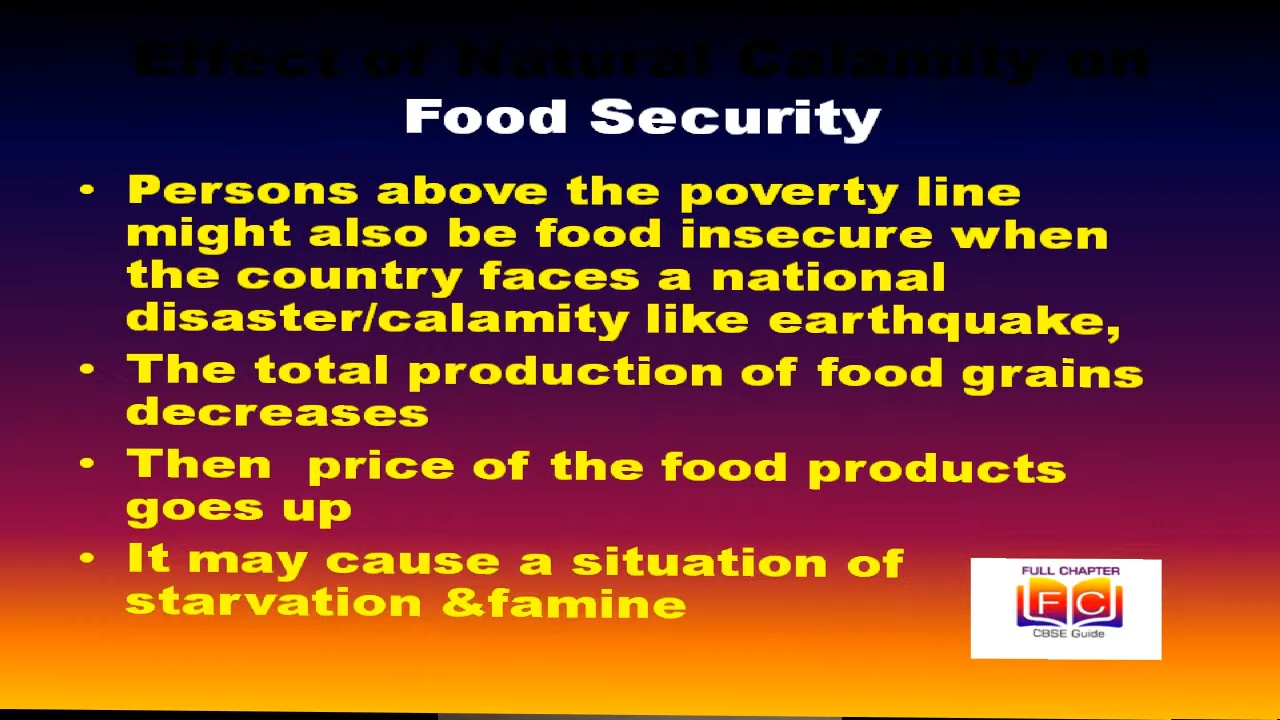 Effect of Natural Calamity on
Food Security
• Persons above the poverty line
might also be food insecure when
the country faces a national
disaster/calamity like earthquake,
• The total production of food grains
decreases
• Then price of the food products
goes up
• It may cause a situation of
starvation &famine
FULL CHAPTER
FC
CBSE Guide